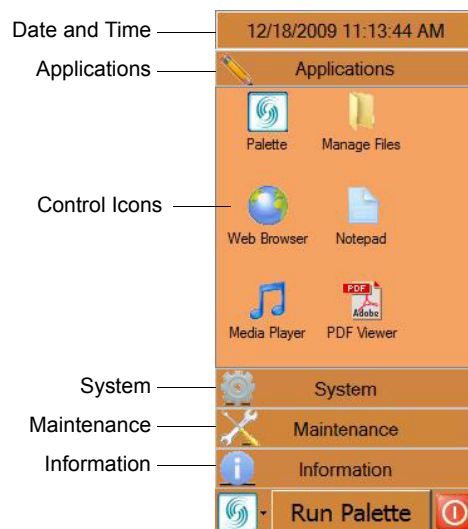 Date and Time
12/18/2009 11:13:44 AM
Applications
Applications
Palette
Manage Files
Control Icons
Web Browser
Notepad
PDF
Adobe
Media Player
PDF Viewer
System
System
Maintenance
Maintenance
Information
Information
Run Palette